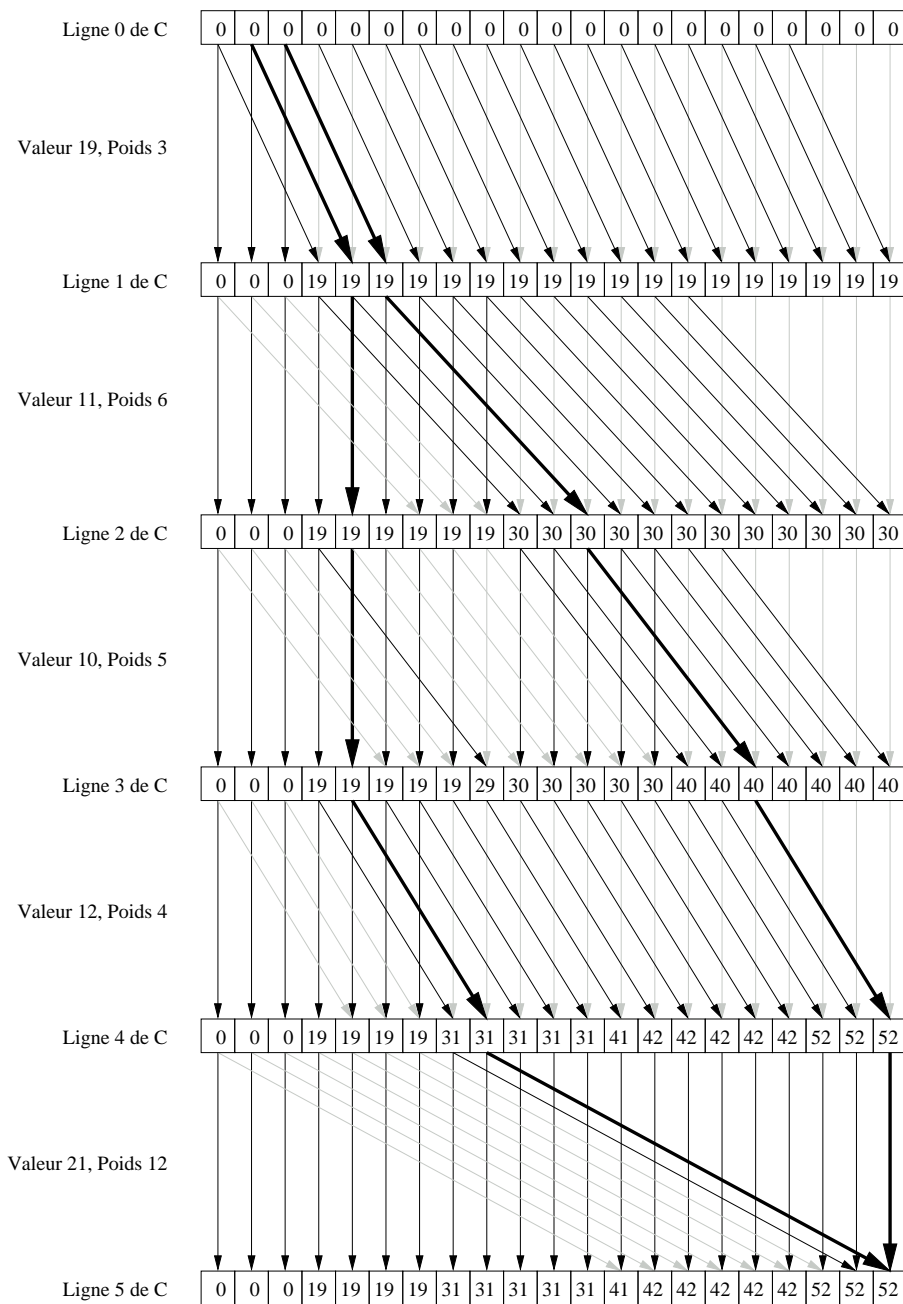 Ligne 0 de C 0 0 0 0 0 0 0 0 0 0 0 0 0 0 0 0 0 0 0 0 0
Valeur 19, Poids 3
Ligne 1 de C 0 0 0 19 19 19 19 19 19 19 19 19 19 19 19 19 19 19 19 19 19
Valeur 11, Poids 6
Ligne 2 de C 0 0 0 19 19 19 19 19 19 30 30 30 30 30 30 30 30 30 30 30 30
Valeur 10, Poids 5
Ligne 3 de C 0 0 0 19 19 19 19 19 29 30 30 30 30 30 40 40 40 40 40 40 40
Valeur 12, Poids 4
Ligne 4 de C 0 0 0 19 19 19 19 31 31 31 31 31 41 42 42 42 42 42 52 52 52
Valeur 21, Poids 12
Ligne 5 de C 0 0 0 19 19 19 19 31 31 31 31 31 41 42 42 42 42 42 52 52 52